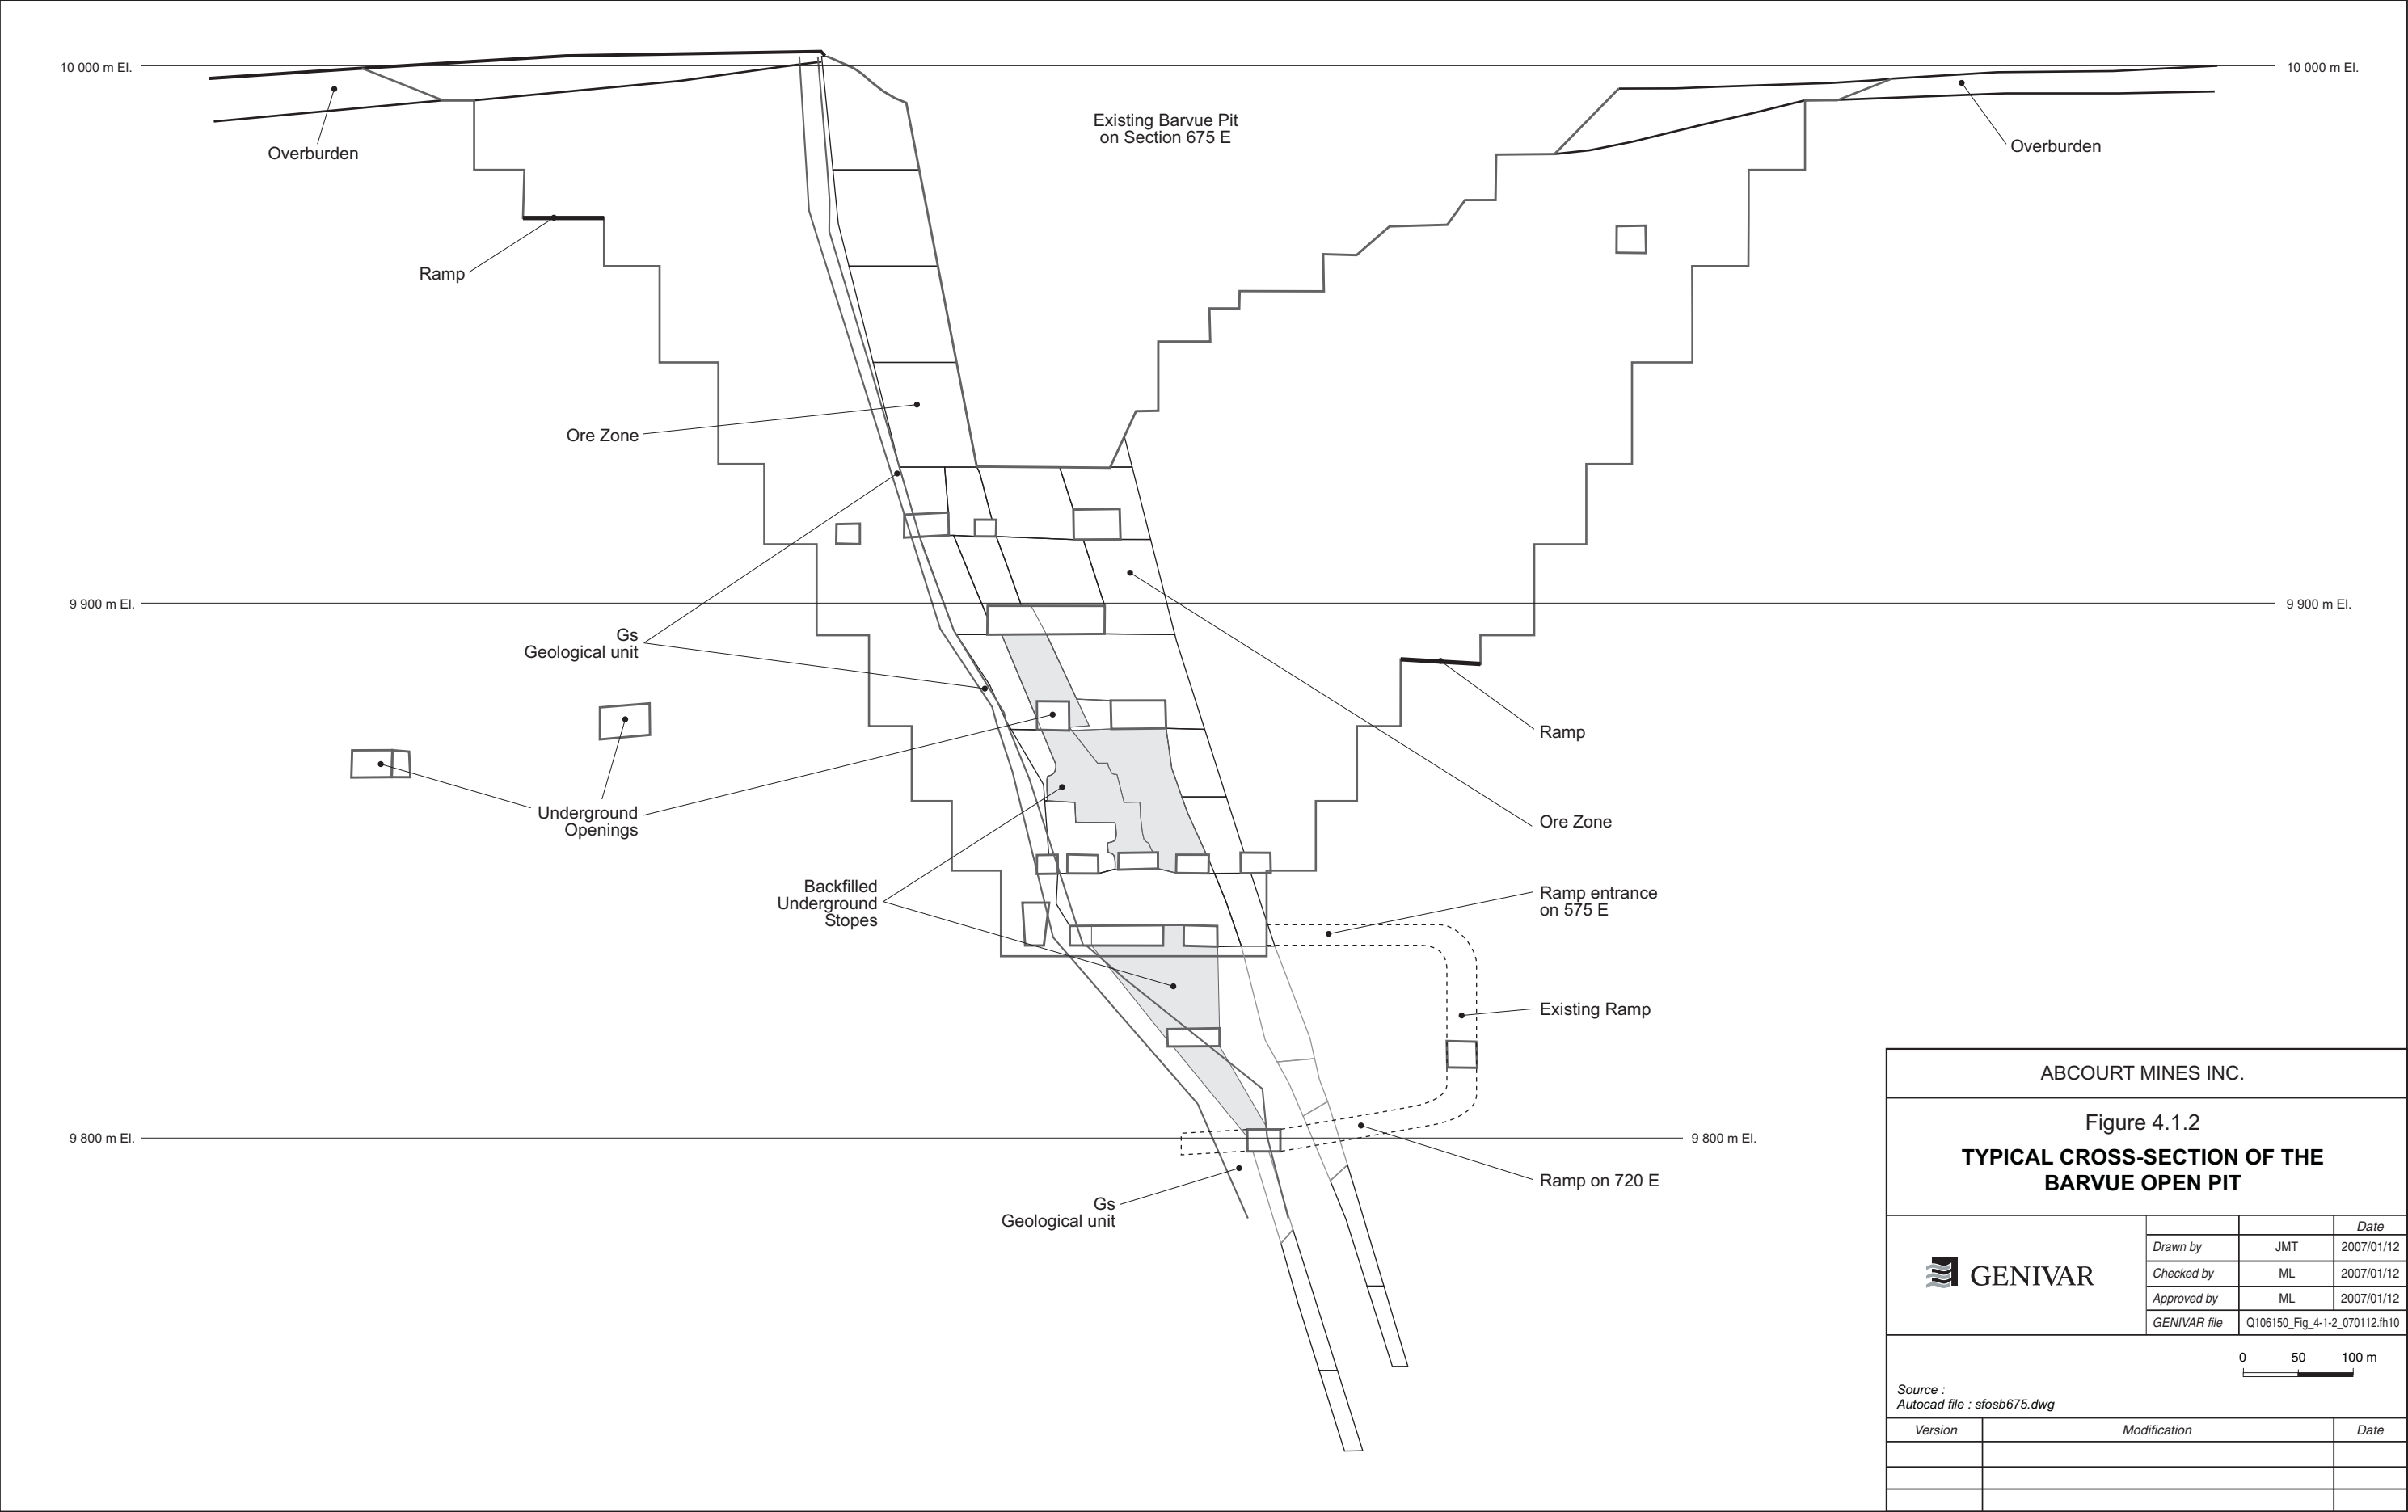 10 000 m El.
10 000 m El.
Existing Barvue Pit
on Section 675 E
Overburden
Overburden
Ramp
Ore Zone
9 900 m El.
9 900 m El.
Gs
Geological unit
Ramp
Underground
Openings
Ore Zone
Backfilled
Underground
Stopes
Ramp entrance
on 575 E
Existing Ramp
9 800 m El.
9 800 m El.
Ramp on 720 E
Gs
Geological unit
ABCOURT MINES INC.
Figure 4.1.2
TYPICAL CROSS-SECTION OF THE
BARVUE OPEN PIT
GENIVAR
Date
Drawn by JMT 2007/01/12
Checked by ML 2007/01/12
Approved by ML 2007/01/12
GENIVAR file Q106150_Fig_4-1-2_070112.fh10
0 50 100 m
Source :
Autocad file : sfosb675.dwg
Version Modification Date